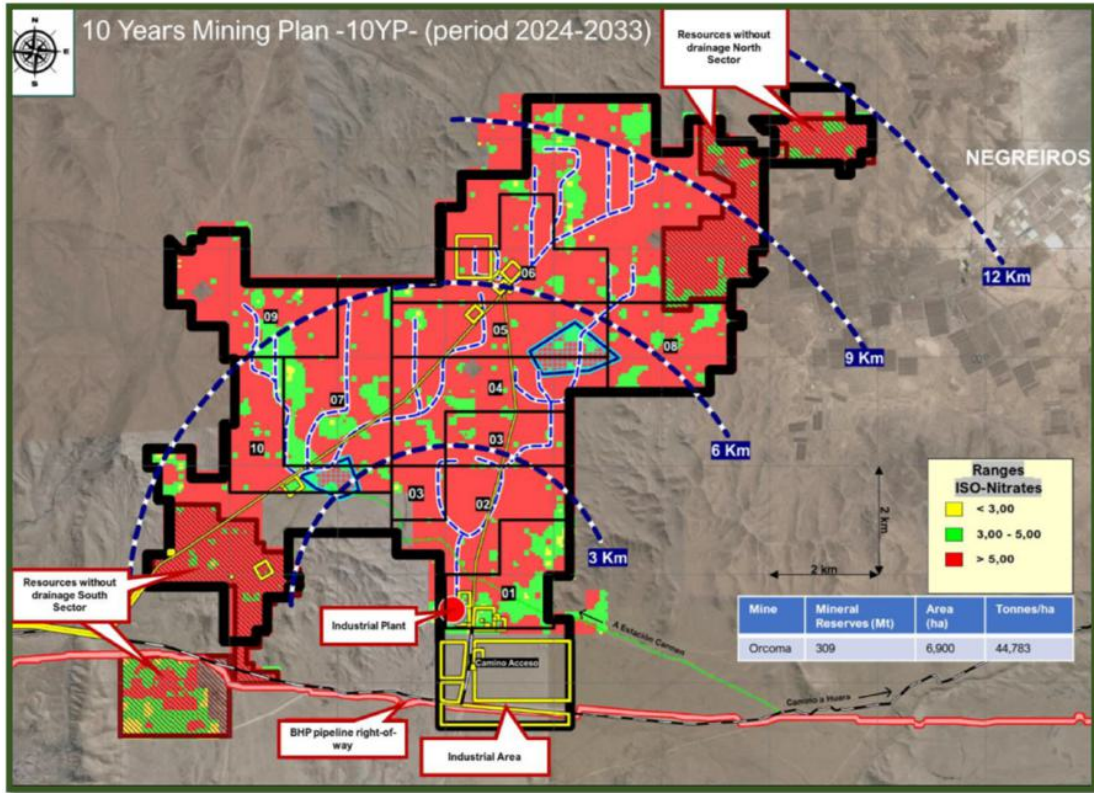 N
E
S
10 Years Mining Plan -10YP- (period 2024-2033)
Resources without
drainage North
Sector
NEGREIROS
12 Km
9 Km
6 Km
3 Km
06
09
05
08
04
07
03
10
03
02
01
Ranges
ISO-Nitrates
< 3,00
3,00 - 5,00
> 5,00
2 km
2 km
Resources without
drainage South
Sector
Industrial Plant
A Estación Carmen
Camino Acceso
Camino a Huara
BHP pipeline right-of-
way
Industrial Area
Mine
Mineral
Reserves (Mt)
Area
(ha)
Tonnes/ha
Orcoma
309
6,900
44,783